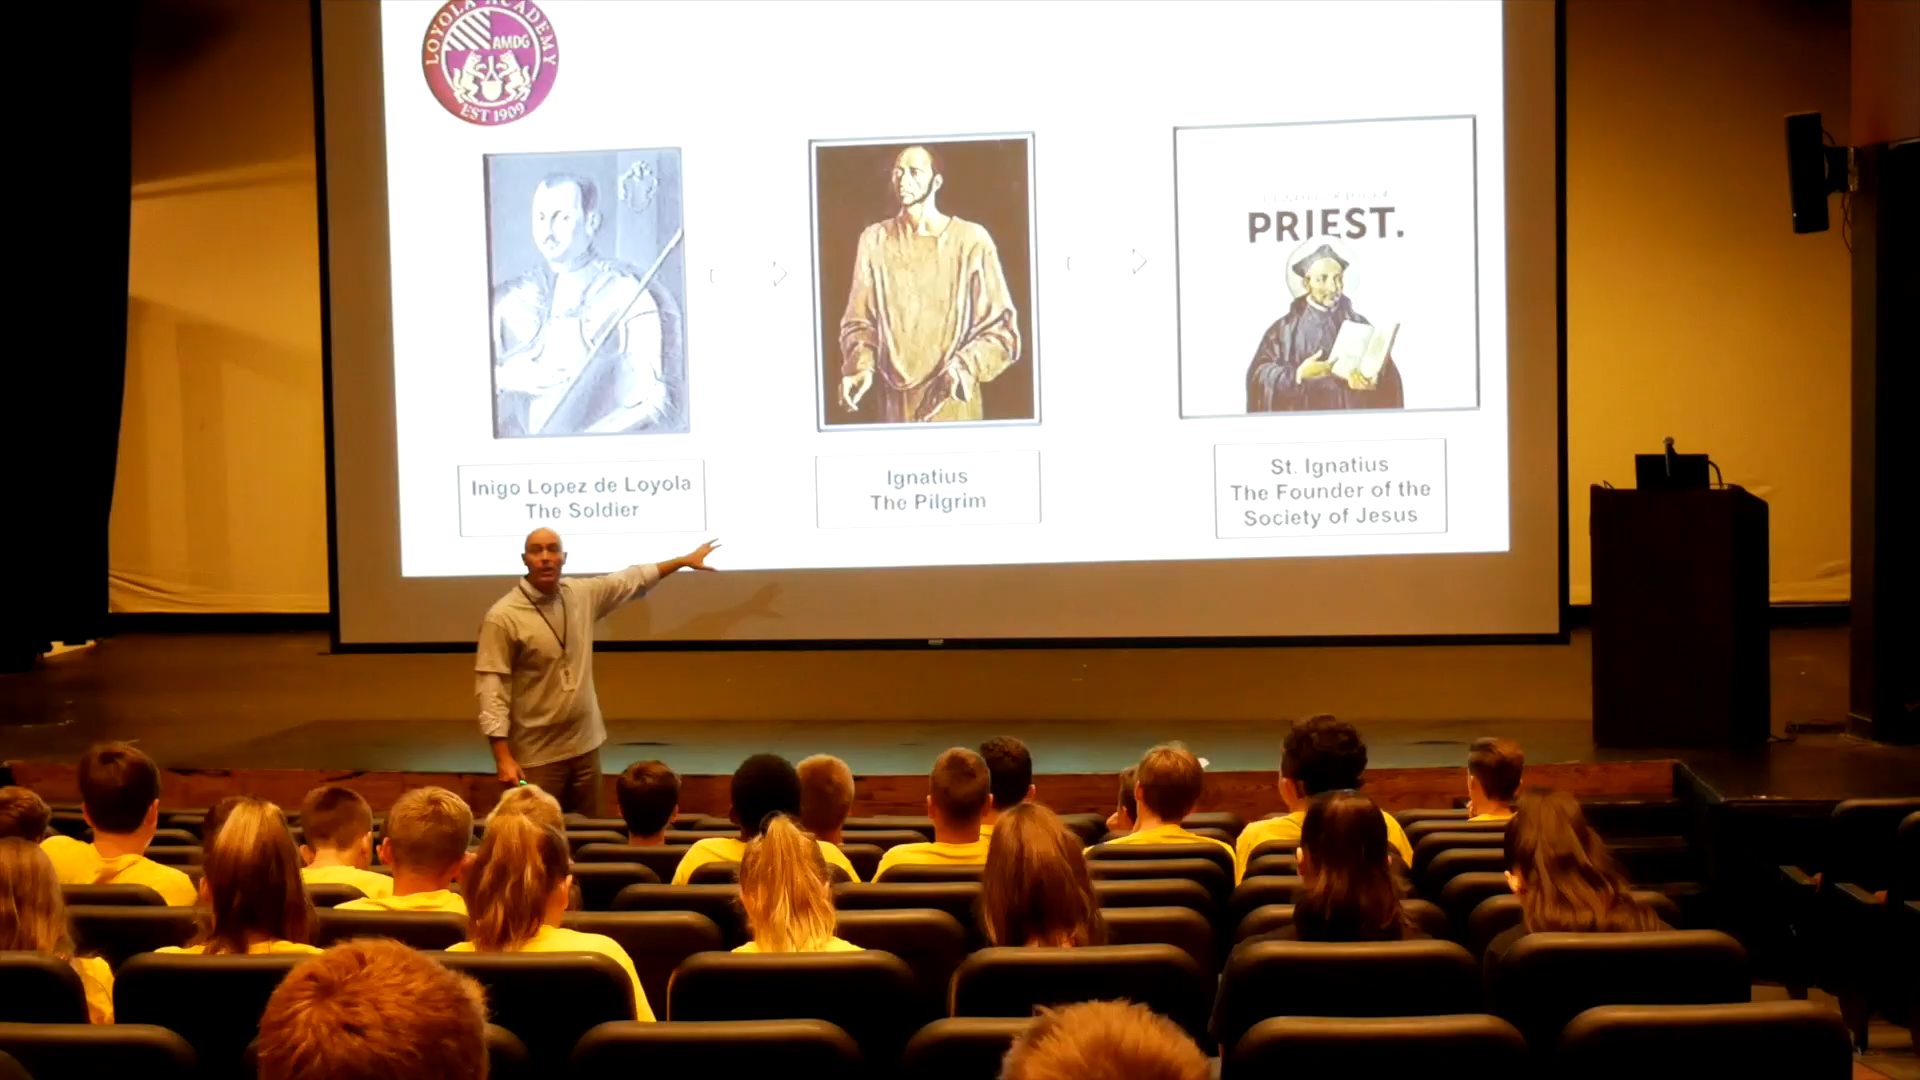 LOYOLA ACADEMY
AMDG
EST 1909
PRIEST.
Inigo Lopez de Loyola
The Soldier
Ignatius
The Pilgrim
St. Ignatius
The Founder of the
Society of Jesus